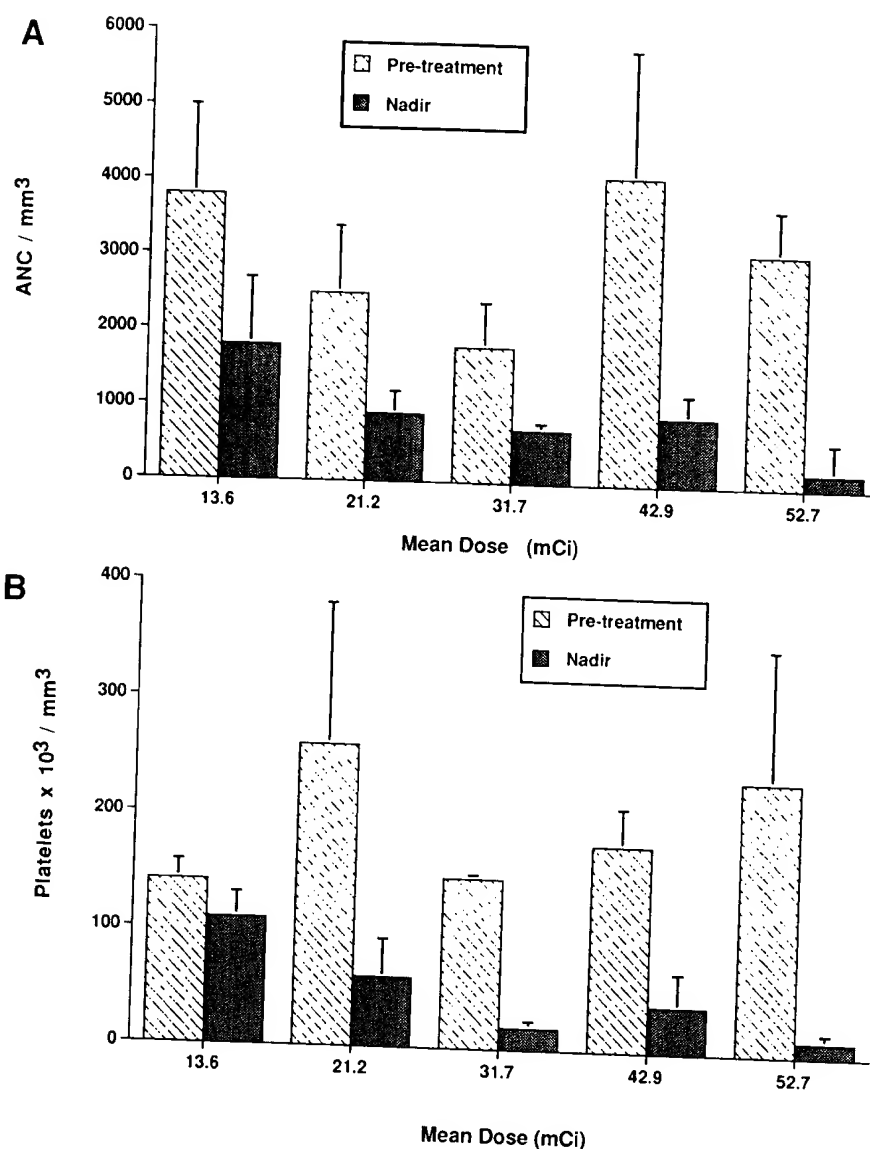 A
6000
5000
4000
3000
2000
1000
0
ANC / mm3
Pre-treatment
Nadir
13.6 21.2 31.7 42.9 52.7
Mean Dose (mCi)
B
400
300
200
100
0
Platelets x 103 / mm3
Pre-treatment
Nadir
13.6 21.2 31.7 42.9 52.7
Mean Dose (mCi)